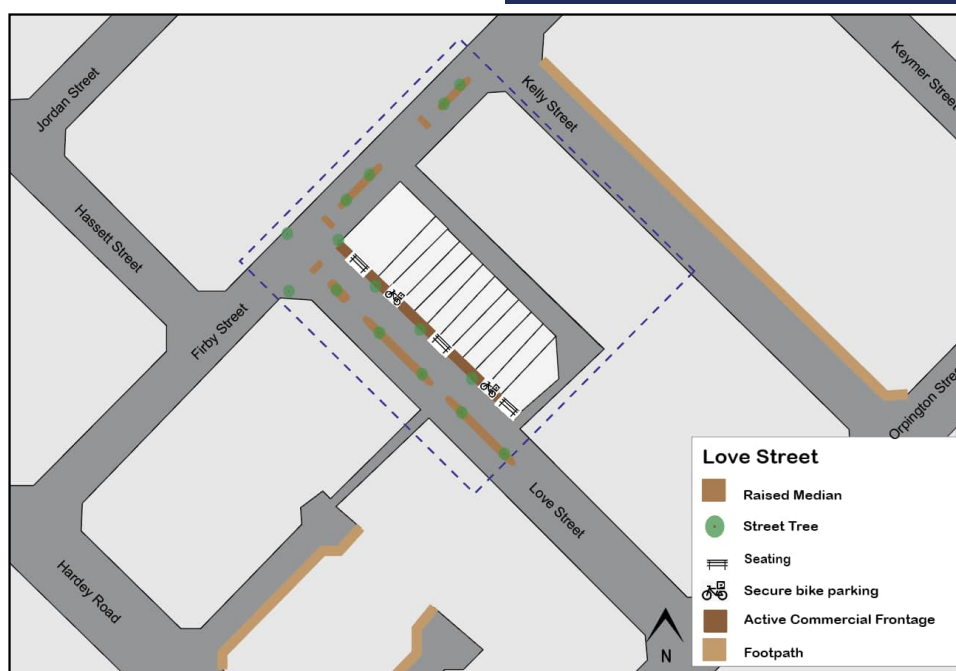 Jordan Street
Kelly Street
Keymer Street
Hassett Street
Firby Street
Orpington Street
Love Street
Hardey Road
Love Street
Raised Median
Street Tree
Seating
Secure bike parking
Active Commercial Frontage
Footpath
N